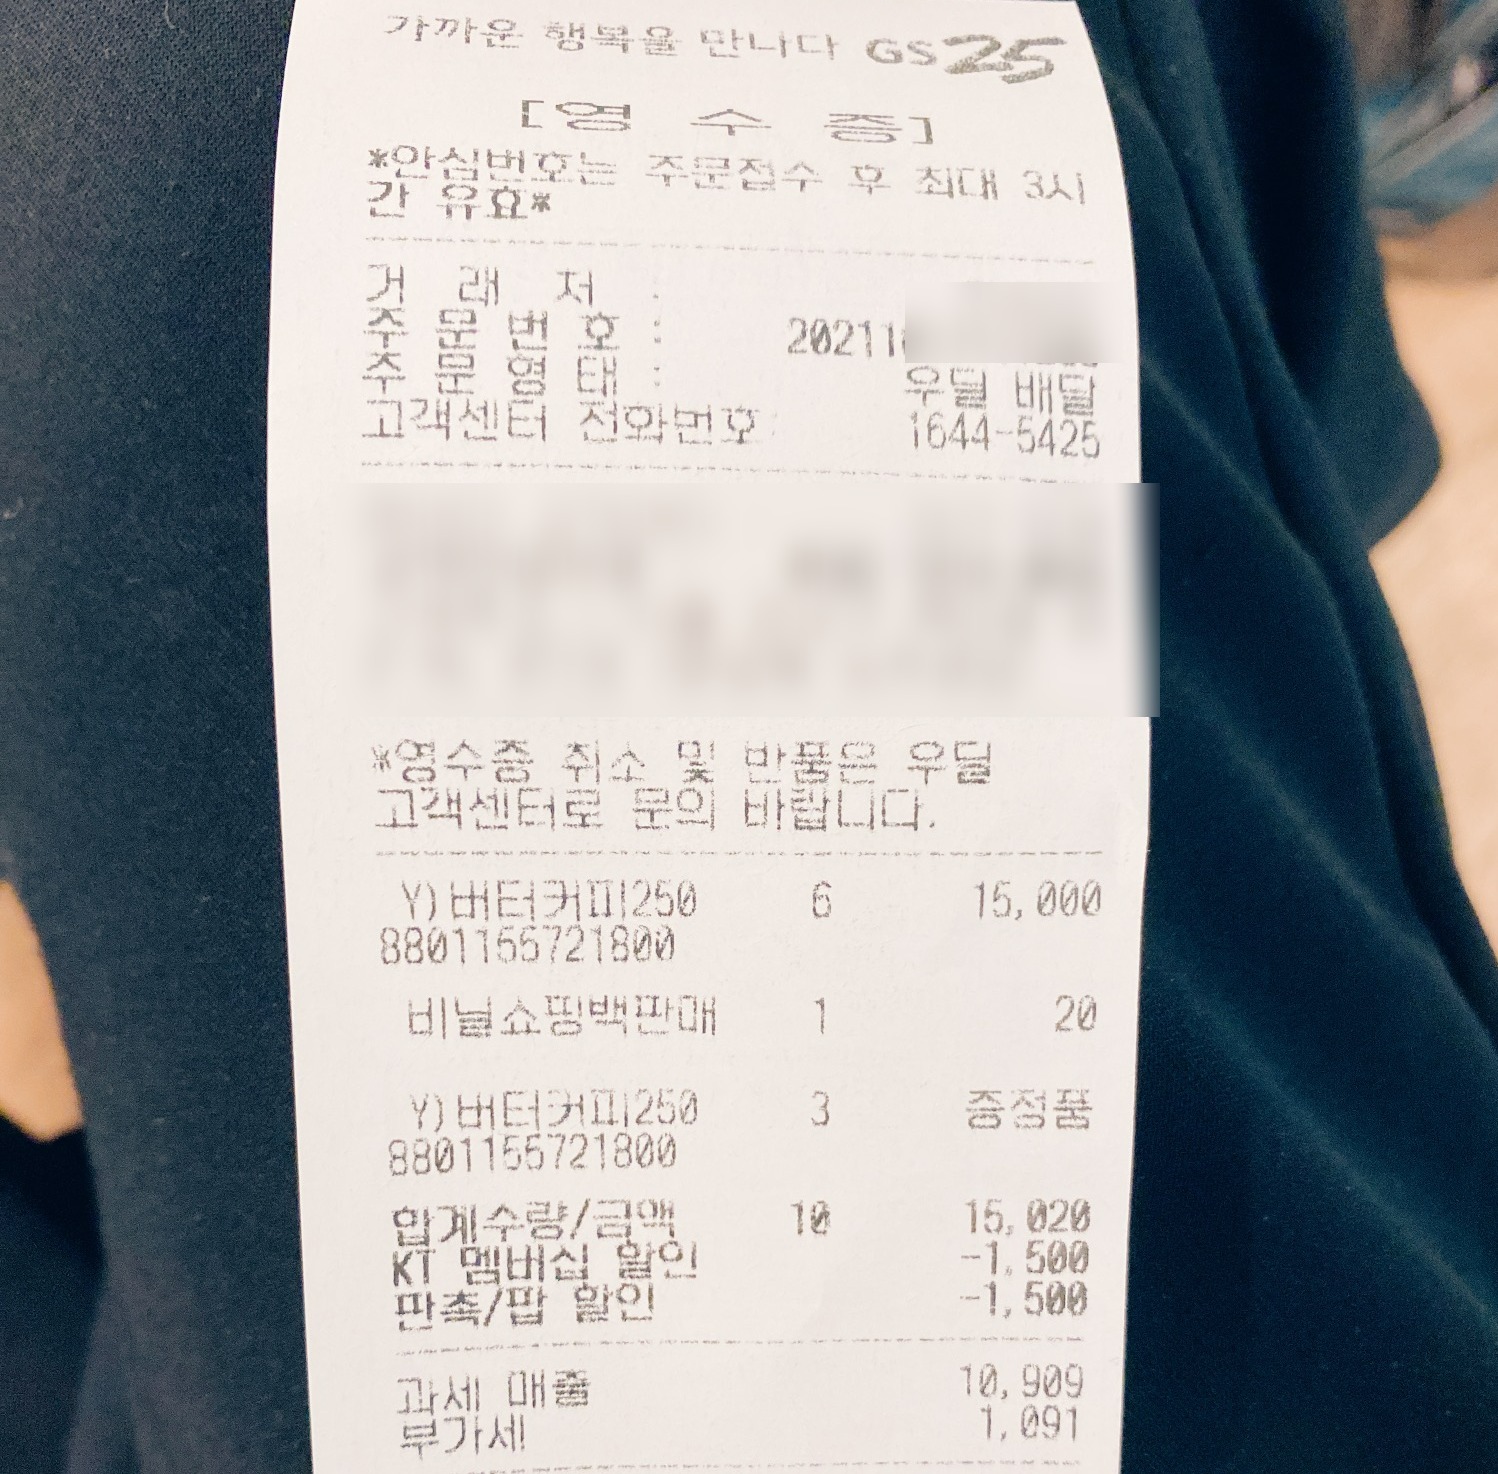 가까운 행복을 만나다 GS25
[영 수 증]
*안심번호는 주문접수 후 최대 3시
간 유효*
거 래 저 :
주 문 번 호 : 20211
주 문 형 태 : 우딜 배달
고객센터 전화번호 1644-5425
*영수증 취소 및 반품은 우딜
고객센터로 문의 바랍니다.
Y)버터커피250 6 15,000
8801155721800
비닐쇼핑백판매 1 20
Y)버터커피250 3 증정품
8801155721800
합계수량/금액 10 15,020
KT 멤버십 할인 -1,500
판촉/팝 할인 -1,500
과세 매출 10,909
부가세 1,091